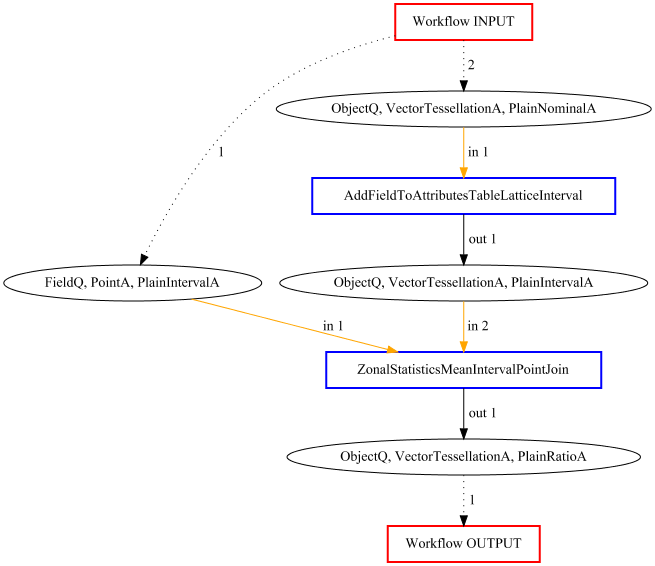 Workflow INPUT
2
ObjectQ, VectorTessellationA, PlainNominalA
1
in 1
AddFieldToAttributesTableLatticeInterval
out 1
FieldQ, PointA, PlainIntervalA
ObjectQ, VectorTessellationA, PlainIntervalA
in 1
in 2
ZonalStatisticsMeanIntervalPointJoin
out 1
ObjectQ, VectorTessellationA, PlainRatioA
1
Workflow OUTPUT